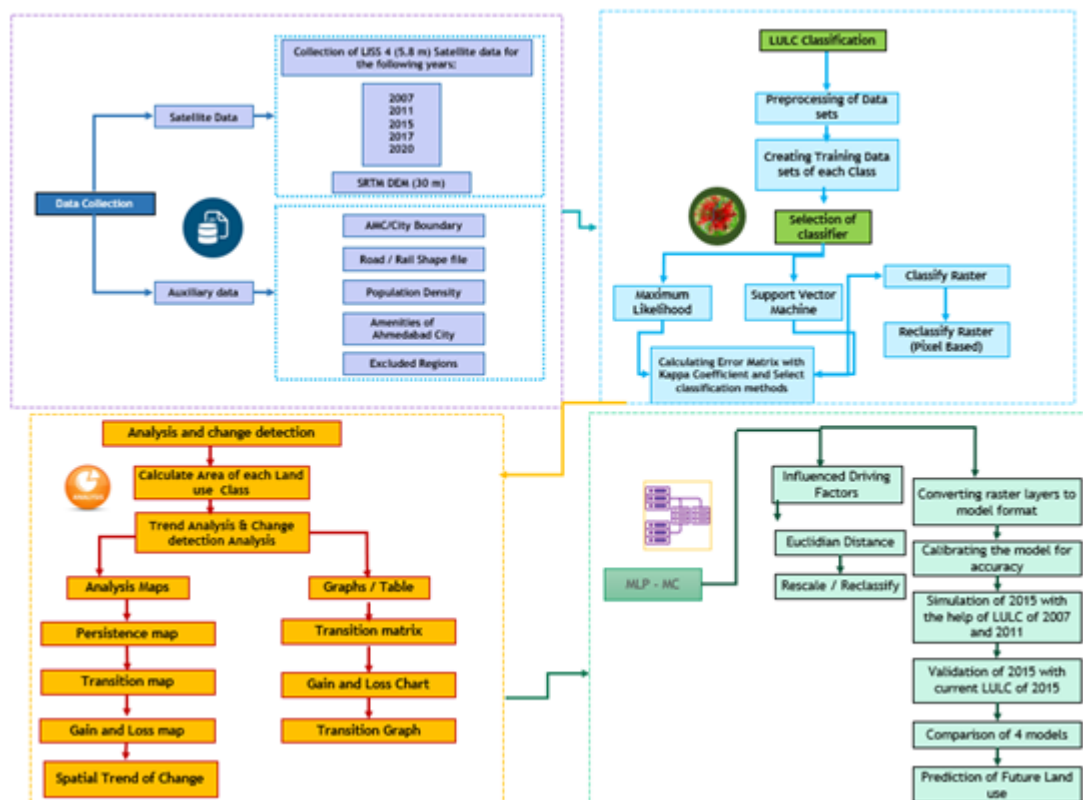 Data Collection
Satellite Data
Auxiliary data
Collection of LISS 4 (5.8 m) Satellite data for
the following years:
2007
2011
2015
2017
2020
SRTM DEM (30 m)
AMC/City Boundary
Road / Rail Shape file
Population Density
Amenities of
Ahmedabad City
Excluded Regions
LULC Classification
Preprocessing of Data
sets
Creating Training Data
sets of each Class
Selection of
classifier
Maximum
Likelihood
Support Vector
Machine
Classify Raster
Reclassify Raster
(Pixel Based)
Calculating Error Matrix with
Kappa Coefficient and Select
classification methods
Analysis and change detection
ANALYSIS
Calculate Area of each Land
use Class
Trend Analysis & Change
detection Analysis
Analysis Maps
Persistence map
Transition map
Gain and Loss map
Spatial Trend of Change
Graphs / Table
Transition matrix
Gain and Loss Chart
Transition Graph
MLP - MC
Influenced Driving
Factors
Euclidian Distance
Rescale / Reclassify
Converting raster layers to
model format
Calibrating the model for
accuracy
Simulation of 2015 with
the help of LULC of 2007
and 2011
Validation of 2015 with
current LULC of 2015
Comparison of 4 models
Prediction of Future Land
use